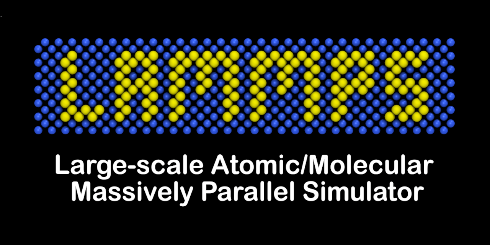 LAMMPS
Large-scale Atomic/Molecular
Massively Parallel Simulator